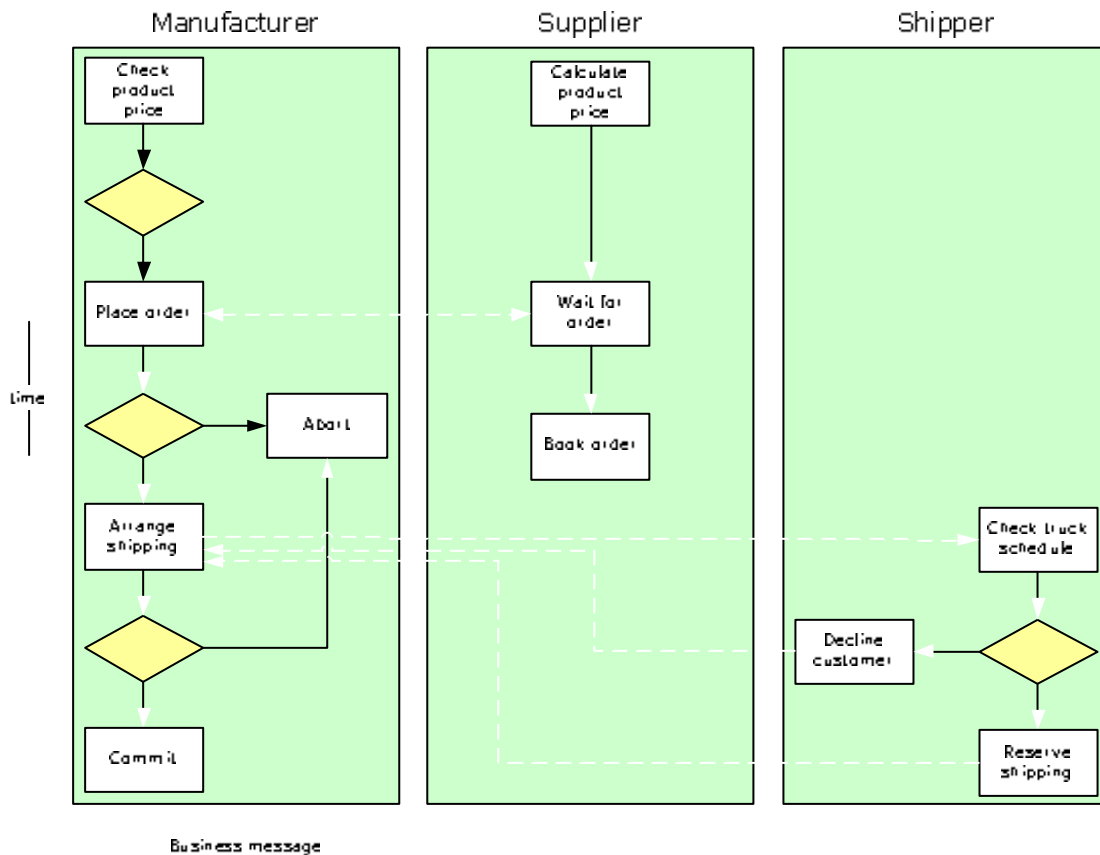 Manufacturer
Supplier
Shipper
Check
product
price
Calculate
product
price
Place order
Wait for
order
time
Abort
Book order
Arrange
shipping
Check truck
schedule
Decline
customer
Commit
Reserve
shipping
Business message